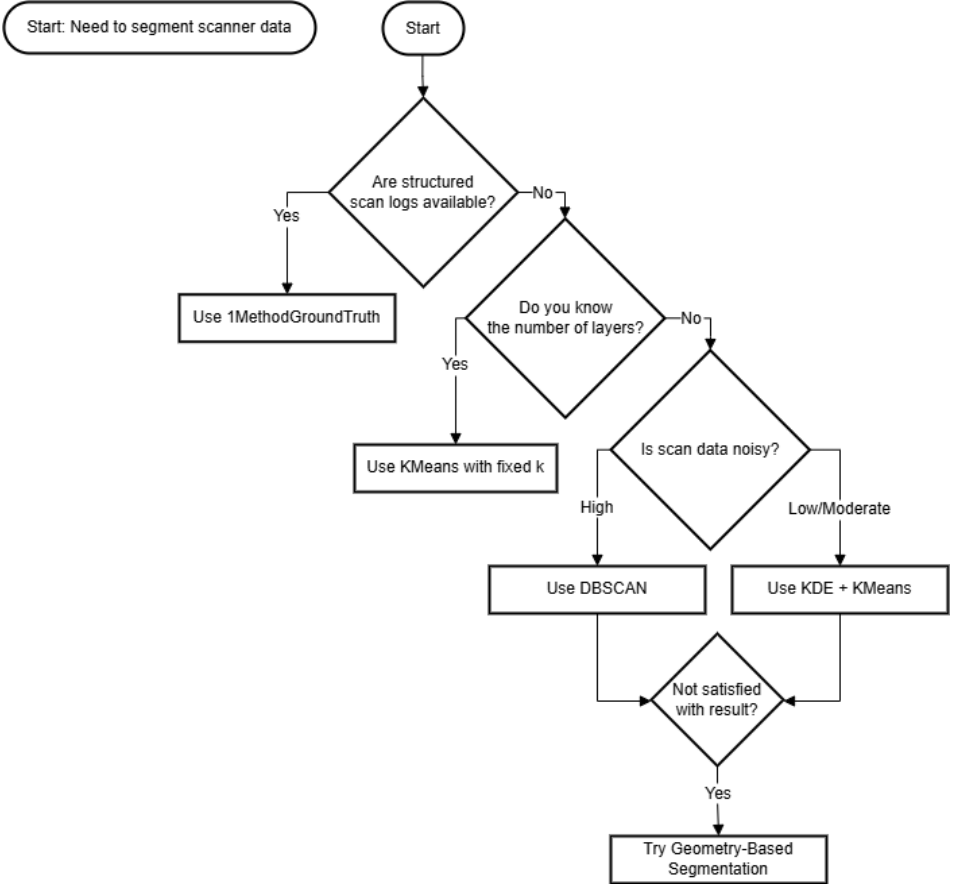 Start: Need to segment scanner data
Start
Are structured
scan logs available?
Yes
No
Use 1MethodGroundTruth
Do you know
the number of layers?
Yes
No
Use KMeans with fixed k
Is scan data noisy?
High
Low/Moderate
Use DBSCAN
Use KDE + KMeans
Not satisfied
with result?
Yes
Try Geometry-Based
Segmentation